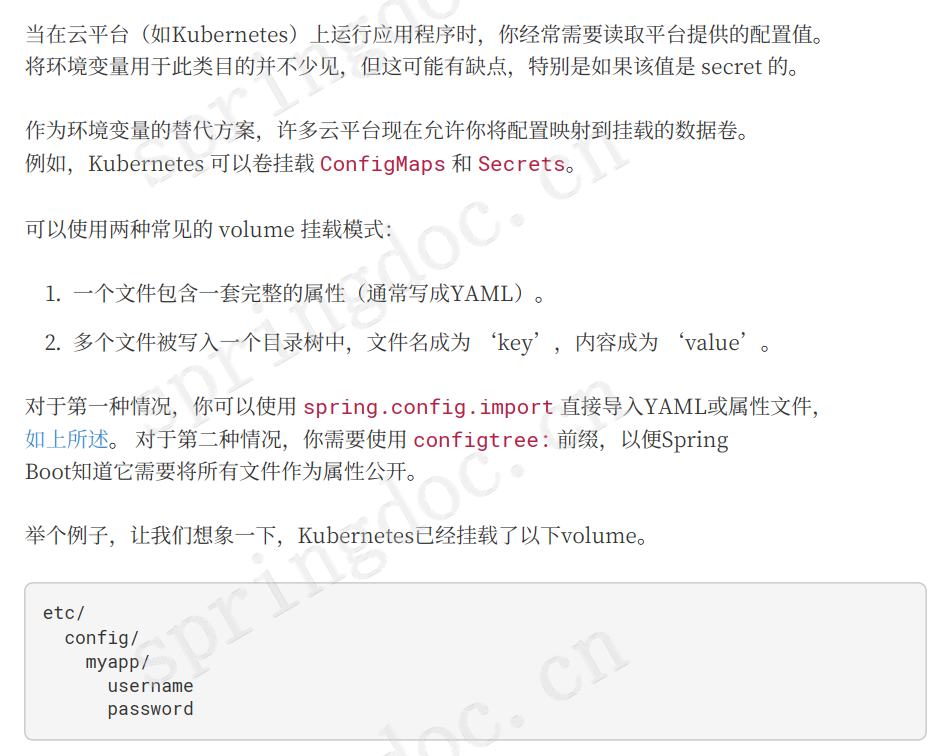 当在云平台（如Kubernetes）上运行应用程序时，你经常需要读取平台提供的配置值。
将环境变量用于此类目的并不少见，但这可能有缺点，特别是如果该值是 secret 的。
作为环境变量的替代方案，许多云平台现在允许你将配置映射到挂载的数据卷。
例如，Kubernetes 可以卷挂载 ConfigMaps 和 Secrets。
可以使用两种常见的 volume 挂载模式：
1. 一个文件包含一套完整的属性（通常写成YAML）。
2. 多个文件被写入一个目录树中，文件名成为 ‘key’，内容成为 ‘value’。
对于第一种情况，你可以使用 spring.config.import 直接导入YAML或属性文件，
如上所述。 对于第二种情况，你需要使用 configtree: 前缀，以便Spring
Boot知道它需要将所有文件作为属性公开。
举个例子，让我们想象一下，Kubernetes已经挂载了以下volume。
etc/
  config/
    myapp/
      username
      password
springdoc.cn
springdoc.cn
springdoc.cn